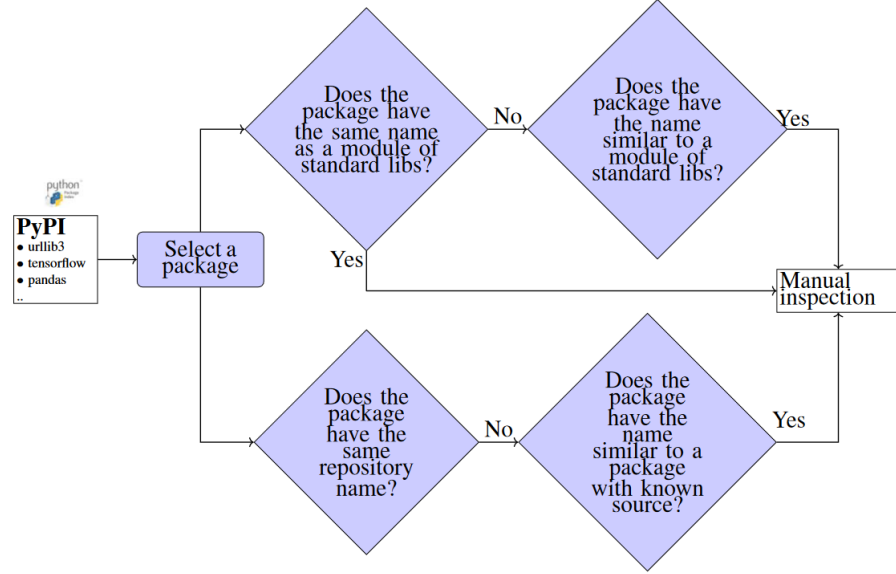 python
Package
Index
PyPI
• urllib3
• tensorflow
• pandas
..
Select a
package
Does the
package have
the same name
as a module of
standard libs?
No
Does the
package have
the name
similar to a
module of
standard libs?
Yes
Yes
Manual
inspection
Does the
package
have the
same
repository
name?
No
Does the
package
have the
name
similar to a
package
with known
source?
Yes